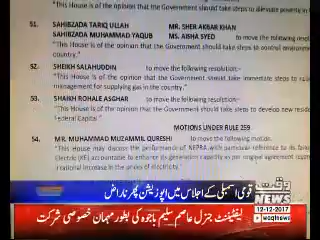 "This House is of the opinion that the Government should take steps to alleviate poverty in
51. SAHIBZADA TARIQ ULLAH MR. SHER AKBAR KHAN
SAHIBZADA MUHAMMAD YAQUB MS. AISHA SYED to move the following
"This House is of the opinion that the Government should take steps to control
country."
52. SHEIKH SALAHUDDIN to move the following resolution:-
"This House is of the opinion that the Government should take immediate steps to
management for supplying gas in the country."
53. SHAIKH ROHALE ASGHAR to move the following resolution:-
"This House is of the opinion that the Government should take steps to develop new
Federal Capital."
MOTIONS UNDER RULE 259
54. MR. MUHAMMAD MUZAMIL QURESHI to move the following motion:
"This House may discuss the performance of NEPRA with particular reference to its
Electric (KE) accountable to enhance its generation capacity as per
irrational increase in the prices of electricity."
قومی اسمبلی کے اجلاس میں اپوزیشن پھر ناراض
لیفٹیننٹ جنرل عاصم سلیم باجوہ کی بطور مہمان خصوصی شرکت
وقت
NEWS
12-12-2017
waqtnews